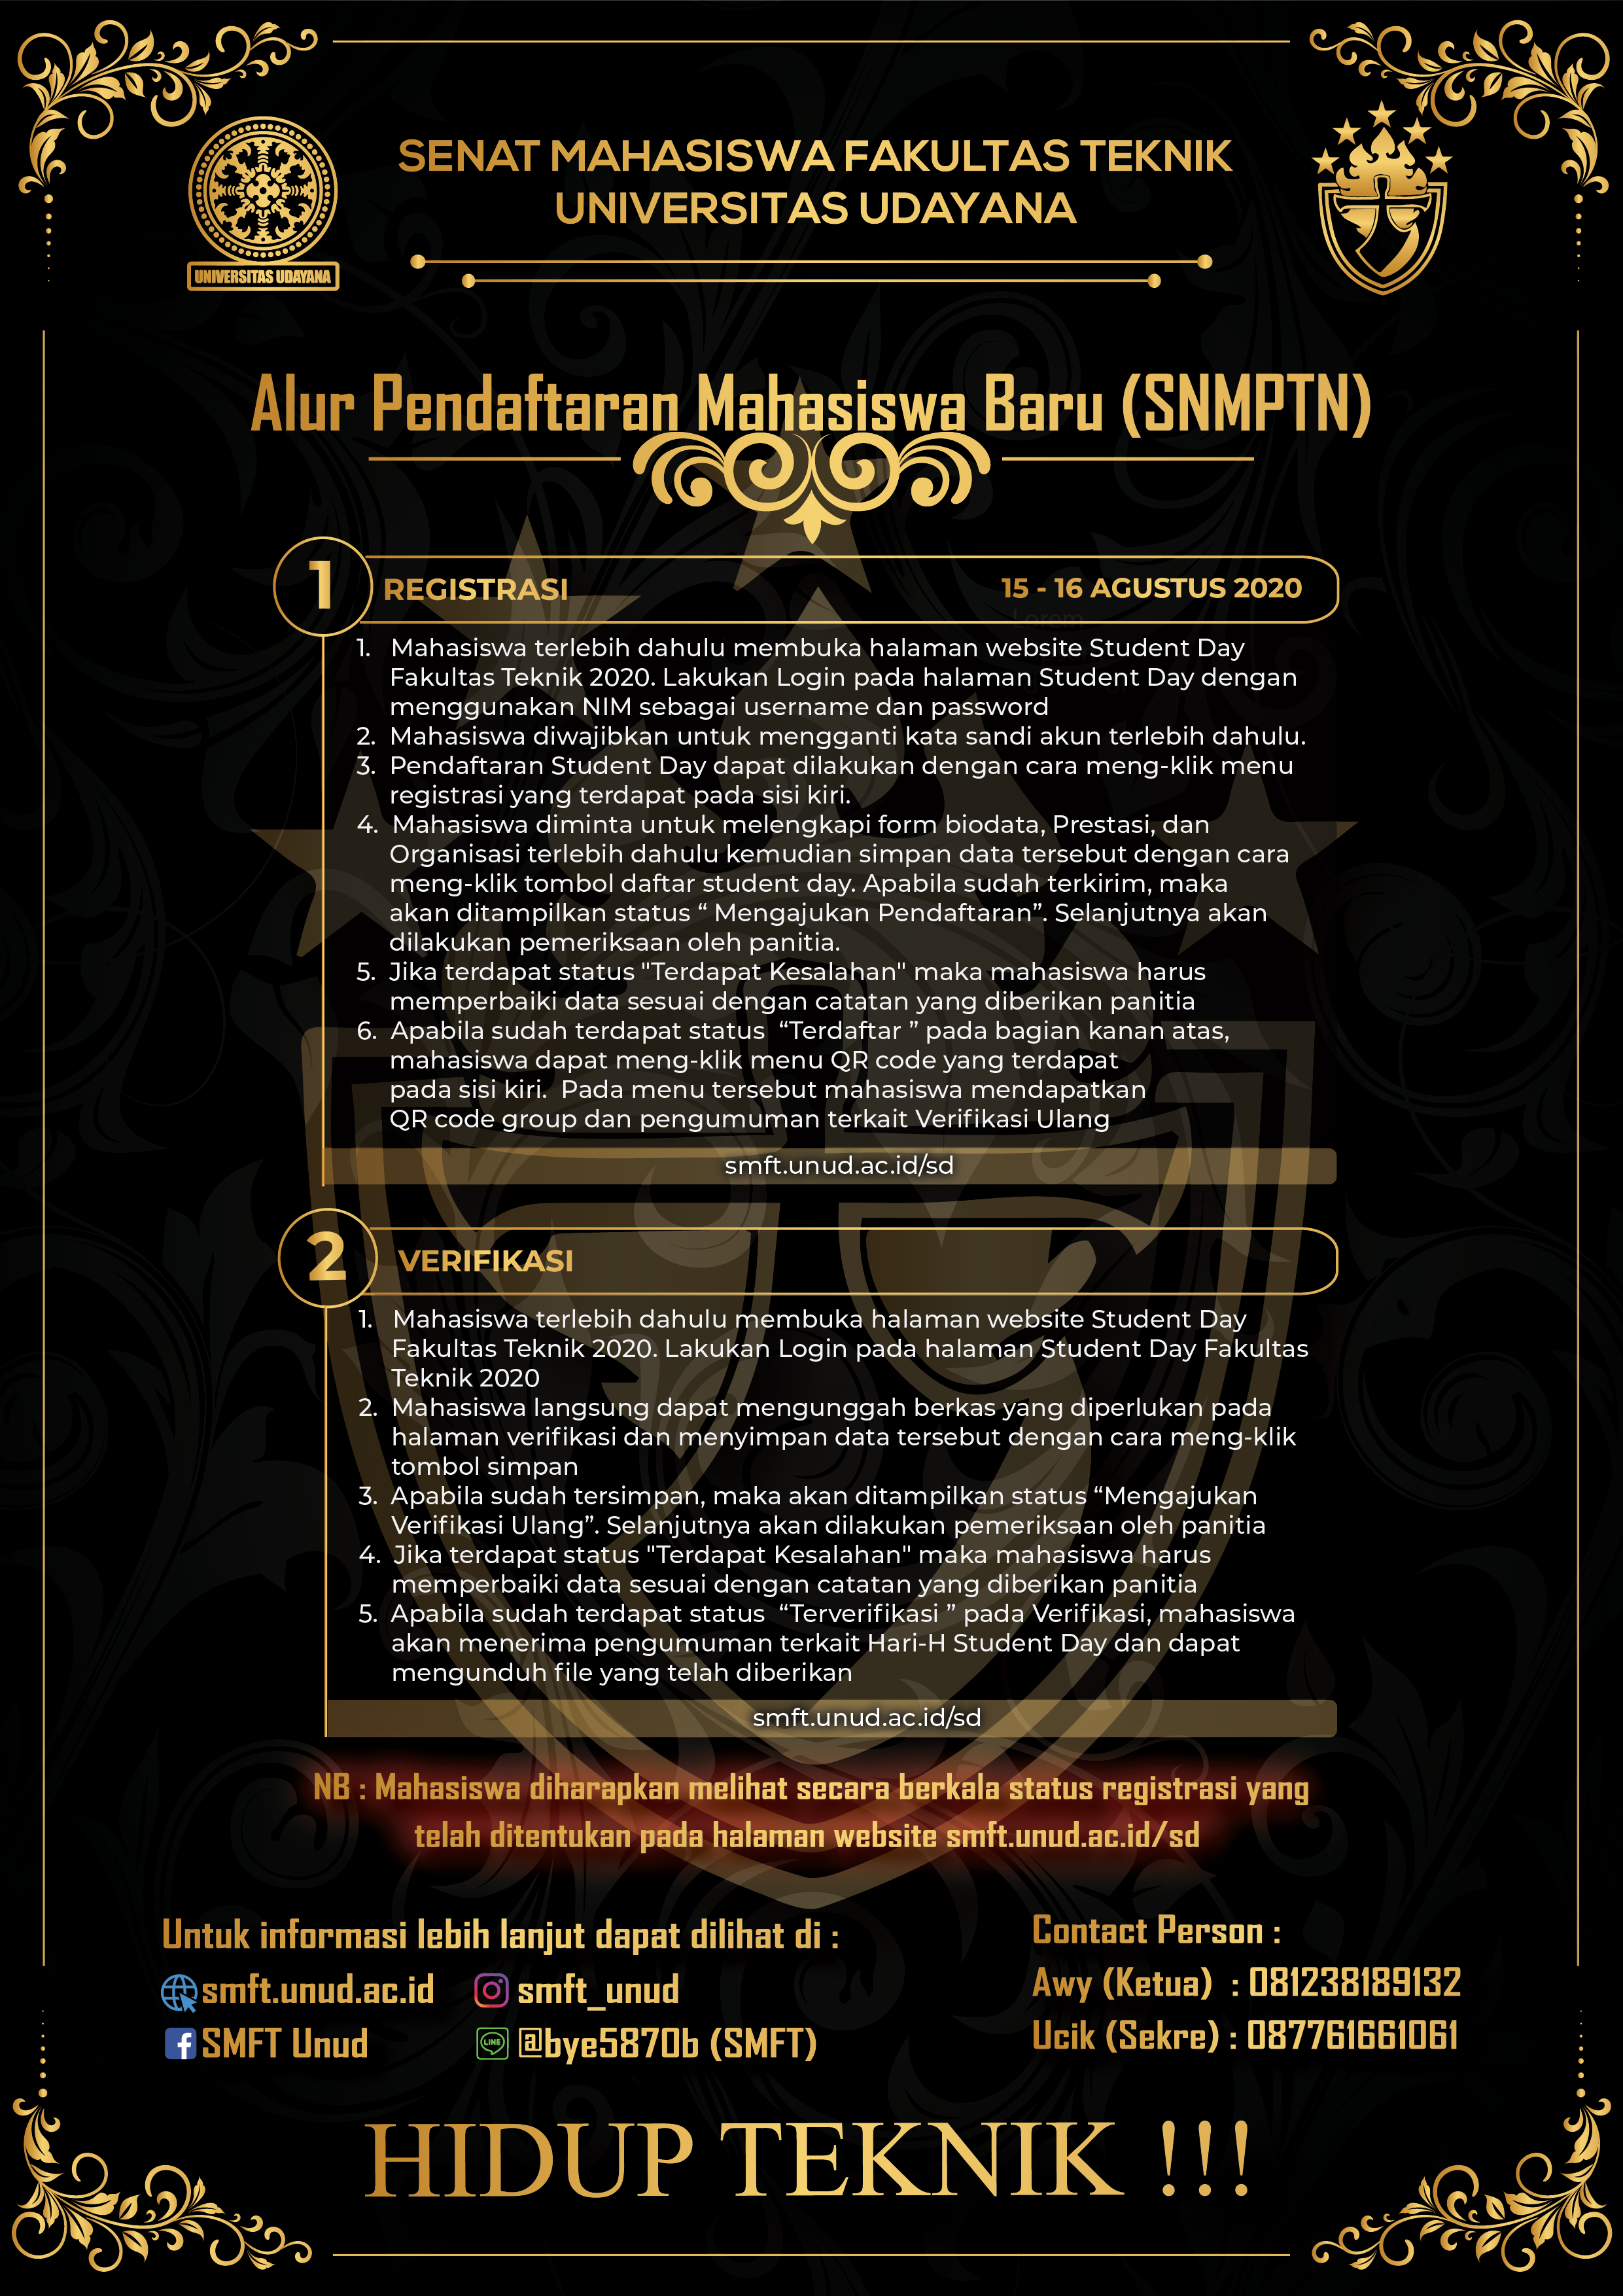 SENAT MAHASISWA FAKULTAS TEKNIK
UNIVERSITAS UDAYANA
UNIVERSITAS UDAYANA
Alur Pendaftaran Mahasiswa Baru (SNMPTN)
1 REGISTRASI 15 - 16 AGUSTUS 2020
Lorem
1. Mahasiswa terlebih dahulu membuka halaman website Student Day
Fakultas Teknik 2020. Lakukan Login pada halaman Student Day dengan
menggunakan NIM sebagai username dan password
2. Mahasiswa diwajibkan untuk mengganti kata sandi akun terlebih dahulu.
3. Pendaftaran Student Day dapat dilakukan dengan cara meng-klik menu
registrasi yang terdapat pada sisi kiri.
4. Mahasiswa diminta untuk melengkapi form biodata, Prestasi, dan
Organisasi terlebih dahulu kemudian simpan data tersebut dengan cara
meng-klik tombol daftar student day. Apabila sudah terkirim, maka
akan ditampilkan status “ Mengajukan Pendaftaran”. Selanjutnya akan
dilakukan pemeriksaan oleh panitia.
5. Jika terdapat status "Terdapat Kesalahan" maka mahasiswa harus
memperbaiki data sesuai dengan catatan yang diberikan panitia
6. Apabila sudah terdapat status “Terdaftar ” pada bagian kanan atas,
mahasiswa dapat meng-klik menu QR code yang terdapat
pada sisi kiri. Pada menu tersebut mahasiswa mendapatkan
QR code group dan pengumuman terkait Verifikasi Ulang
smft.unud.ac.id/sd
2 VERIFIKASI
1. Mahasiswa terlebih dahulu membuka halaman website Student Day
Fakultas Teknik 2020. Lakukan Login pada halaman Student Day Fakultas
Teknik 2020
2. Mahasiswa langsung dapat mengunggah berkas yang diperlukan pada
halaman verifikasi dan menyimpan data tersebut dengan cara meng-klik
tombol simpan
3. Apabila sudah tersimpan, maka akan ditampilkan status “Mengajukan
Verifikasi Ulang”. Selanjutnya akan dilakukan pemeriksaan oleh panitia
4. Jika terdapat status "Terdapat Kesalahan" maka mahasiswa harus
memperbaiki data sesuai dengan catatan yang diberikan panitia
5. Apabila sudah terdapat status “Terverifikasi ” pada Verifikasi, mahasiswa
akan menerima pengumuman terkait Hari-H Student Day dan dapat
mengunduh file yang telah diberikan
smft.unud.ac.id/sd
NB : Mahasiswa diharapkan melihat secara berkala status registrasi yang
telah ditentukan pada halaman website smft.unud.ac.id/sd
Untuk informasi lebih lanjut dapat dilihat di :
smft.unud.ac.id smft_unud
SMFT Unud LINE @bye5870b (SMFT)
Contact Person :
Awy (Ketua) : 081238189132
Ucik (Sekre) : 087761661061
HIDUP TEKNIK !!!